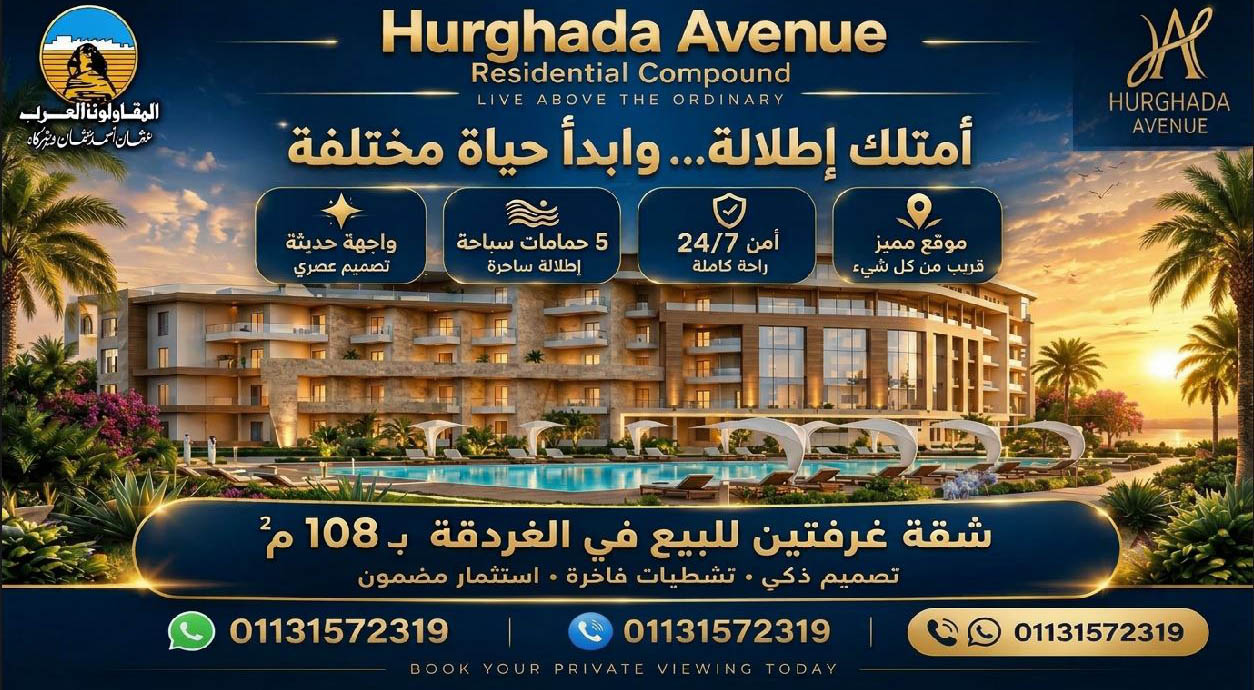 Hurghada Avenue
Residential Compound
LIVE ABOVE THE ORDINARY
المقاولون العرب
عثمان أحمد عثمان وشركاه
HURGHADA
AVENUE
أمتلك إطلالة... وابدأ حياة مختلفة
موقع مميز
قريب من كل شيء
أمن 24/7
راحة كاملة
5 حمامات سباحة
إطلالة ساحرة
واجهة حديثة
تصميم عصري
شقة غرفتين للبيع في الغردقة بـ 108 م²
تصميم ذكي • تشطيبات فاخرة • استثمار مضمون
01131572319
01131572319
01131572319
BOOK YOUR PRIVATE VIEWING TODAY